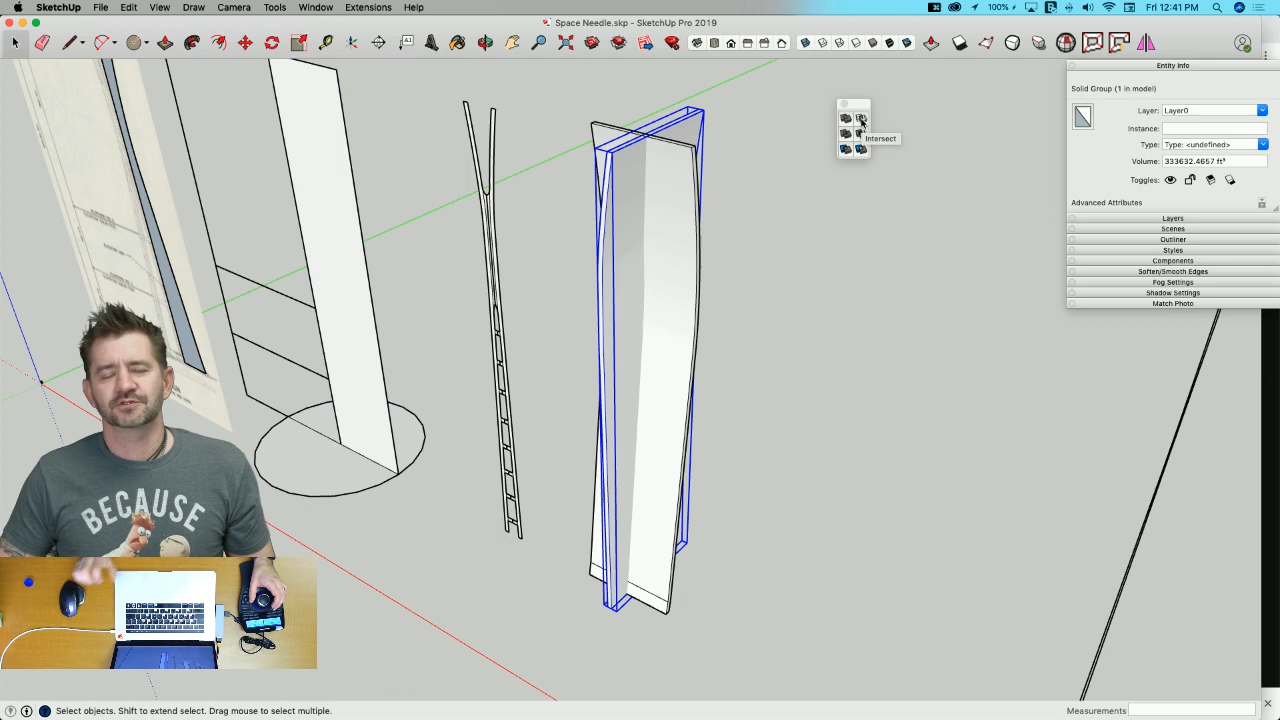 SketchUp File Edit View Draw Camera Tools Window Extensions Help
100% Fri 12:41 PM
Space Needle.skp - SketchUp Pro 2019
Entity Info
Solid Group (1 in model)
Layer: Layer0
Instance:
Type: Type: <undefined>
Volume: 333632.4657 ft³
Toggles:
Advanced Attributes
Layers
Scenes
Outliner
Styles
Components
Soften/Smooth Edges
Fog Settings
Shadow Settings
Match Photo
Intersect
BECAUSE
Select objects. Shift to extend select. Drag mouse to select multiple.
Measurements